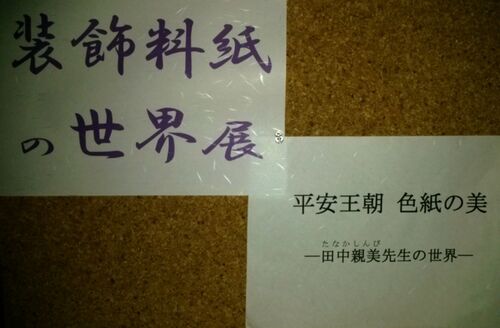 装飾料紙
の世界展
平安王朝 色紙の美
たなかしんび
―田中親美先生の世界―